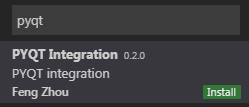 pyqt
PYQT Integration 0.2.0
PYQT integration
Feng Zhou Install